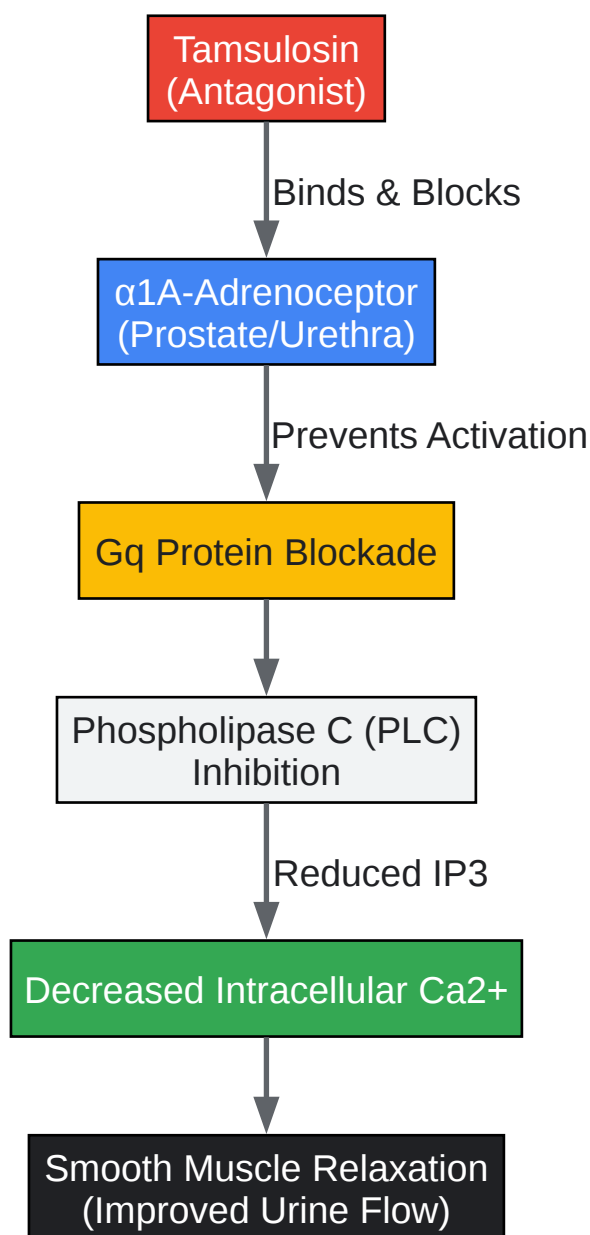 Tamsulosin
(Antagonist)
Binds & Blocks
α1A-Adrenoceptor
(Prostate/Urethra)
Prevents Activation
Gq Protein Blockade
Phospholipase C (PLC)
Inhibition
Reduced IP3
Decreased Intracellular Ca2+
Smooth Muscle Relaxation
(Improved Urine Flow)